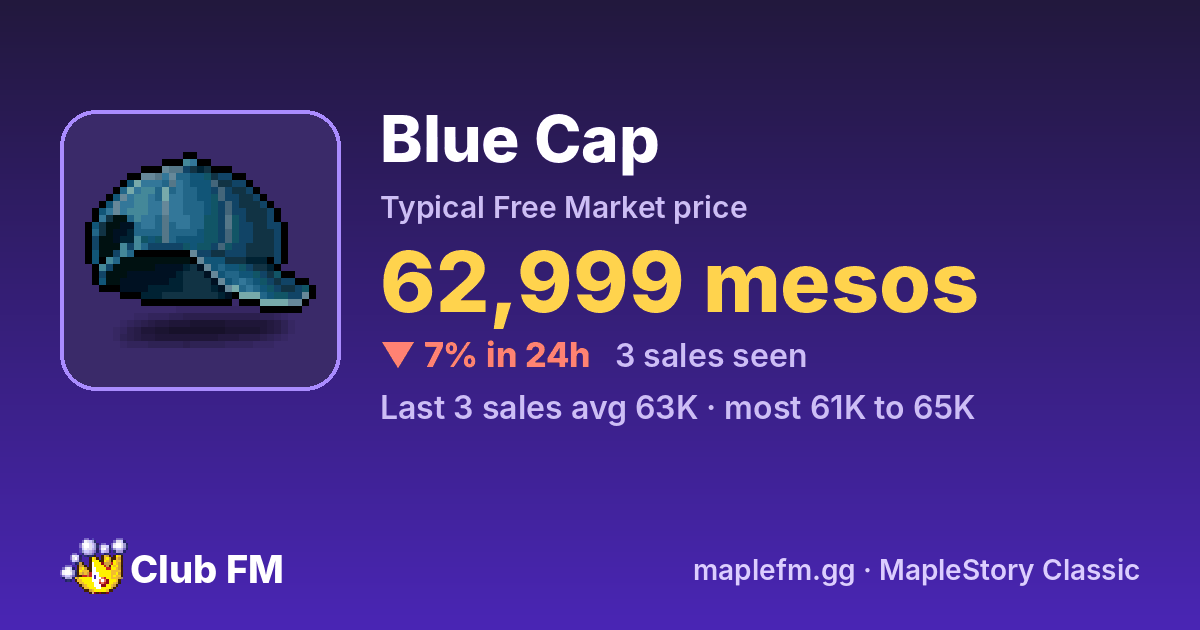 Blue Cap
Typical Free Market price
62,999 mesos
▼ 7% in 24h 3 sales seen
Last 3 sales avg 63K · most 61K to 65K
Club FM
maplefm.gg · MapleStory Classic